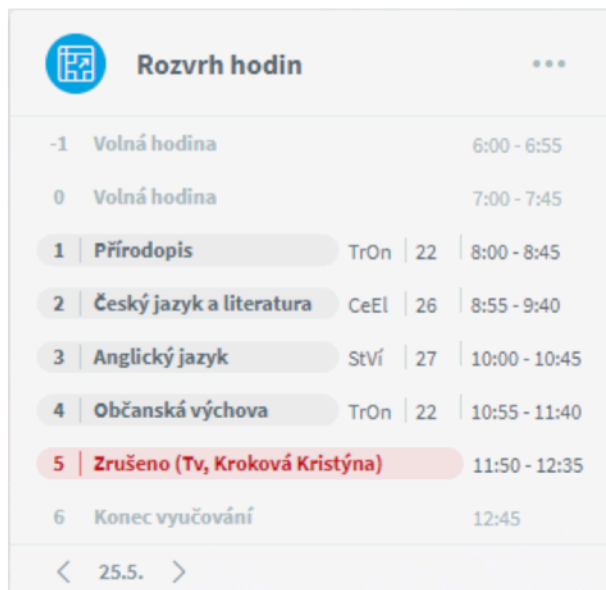 Rozvrh hodin
-1 Volná hodina 6:00 - 6:55
0 Volná hodina 7:00 - 7:45
1 Přírodopis TrOn 22 8:00 - 8:45
2 Český jazyk a literatura CeEl 26 8:55 - 9:40
3 Anglický jazyk StVí 27 10:00 - 10:45
4 Občanská výchova TrOn 22 10:55 - 11:40
5 Zrušeno (Tv, Kroková Kristýna) 11:50 - 12:35
6 Konec vyučování 12:45
25.5.